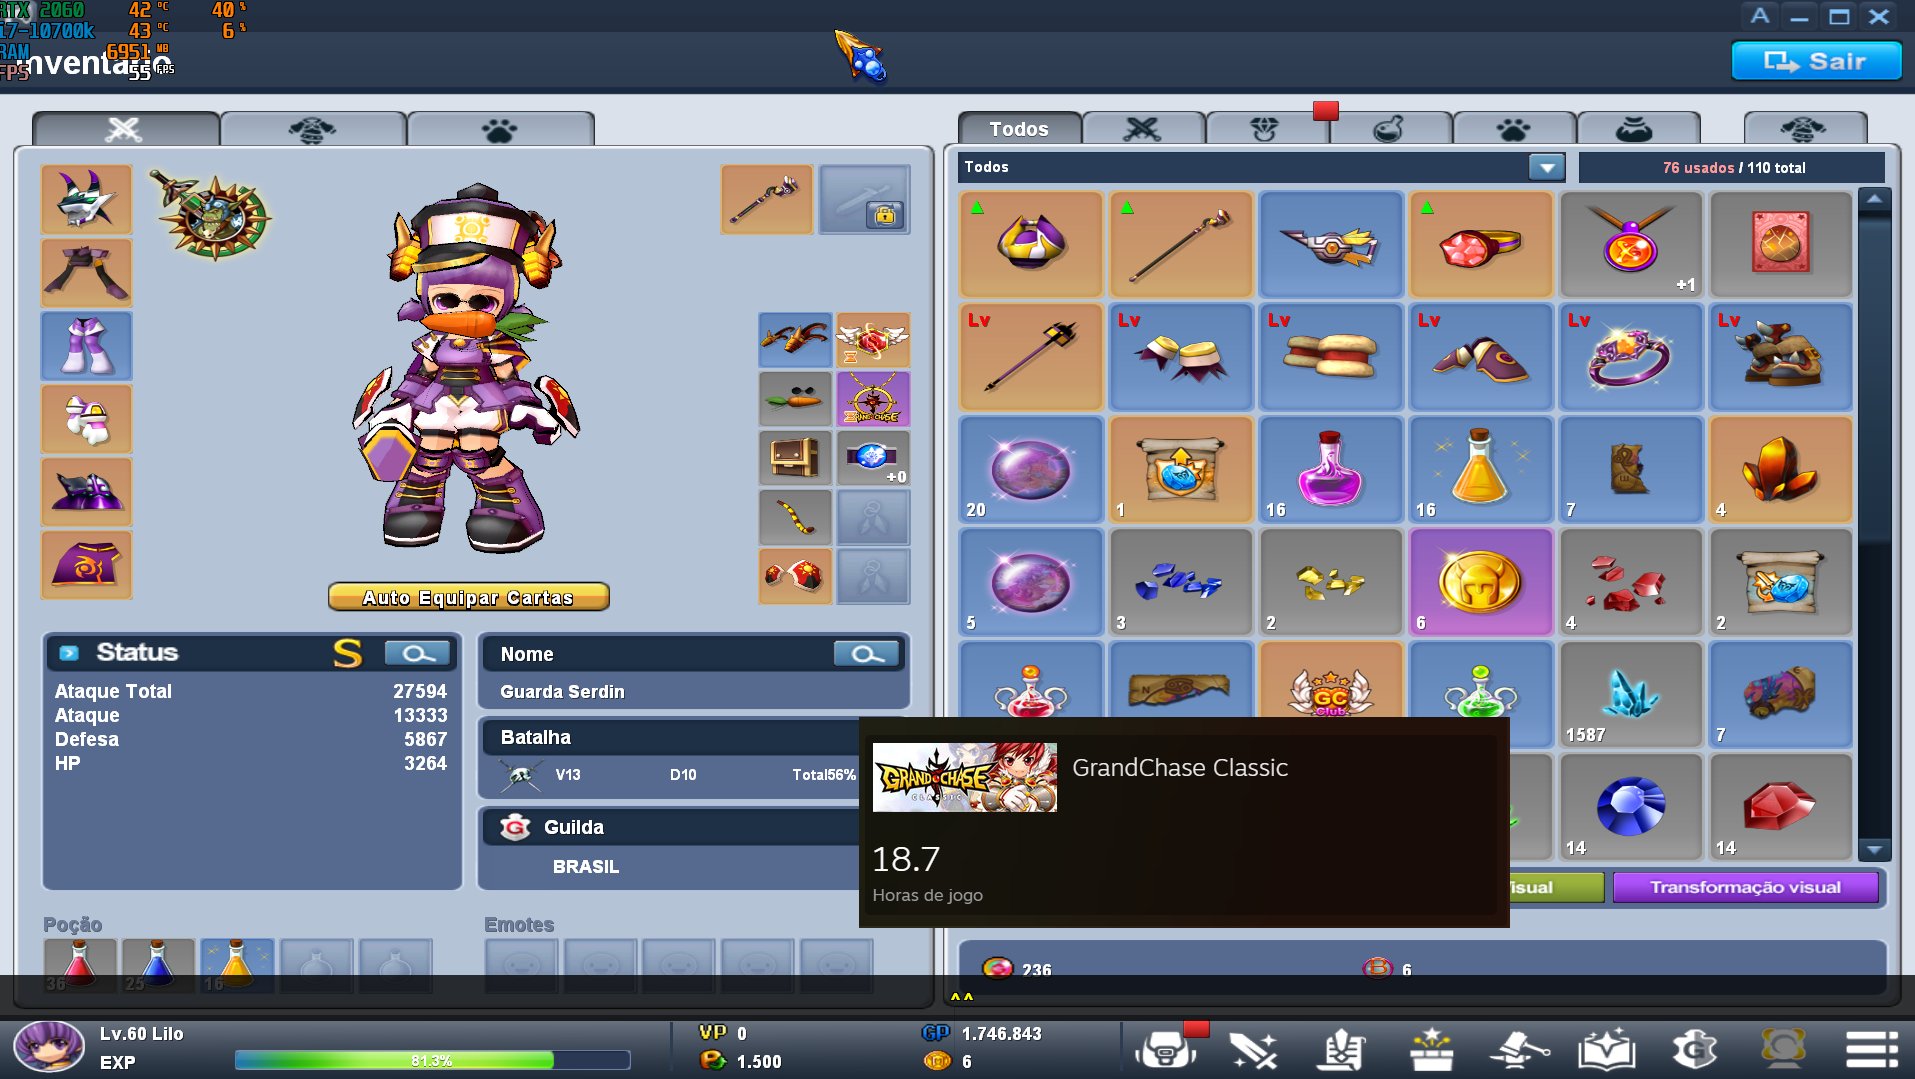 RTX 2060 42 °C 40 %
i7-10700k 43 °C 6 %
RAM 6951 MB
FPS 55 FPS
Inventário
A
Sair
Todos
Todos
76 usados / 110 total
+1
Lv
Lv
Lv
Lv
Lv
Lv
+0
20
1
16
16
7
4
5
3
2
6
4
2
N
GC
Club
1587
7
14
14
Auto Equipar Cartas
Status S
Ataque Total 27594
Ataque 13333
Defesa 5867
HP 3264
Nome
Guarda Serdin
Batalha
V13 D10 Total56%
G Guilda
BRASIL
GRANDCHASE
CLASSIC
GrandChase Classic
18.7
Horas de jogo
isual
Transformação visual
Poção
36
25
16
Emotes
236
B 6
Lv.60 Lilo
EXP 81.3%
VP 0
1.500
GP 1.746.843
6
G